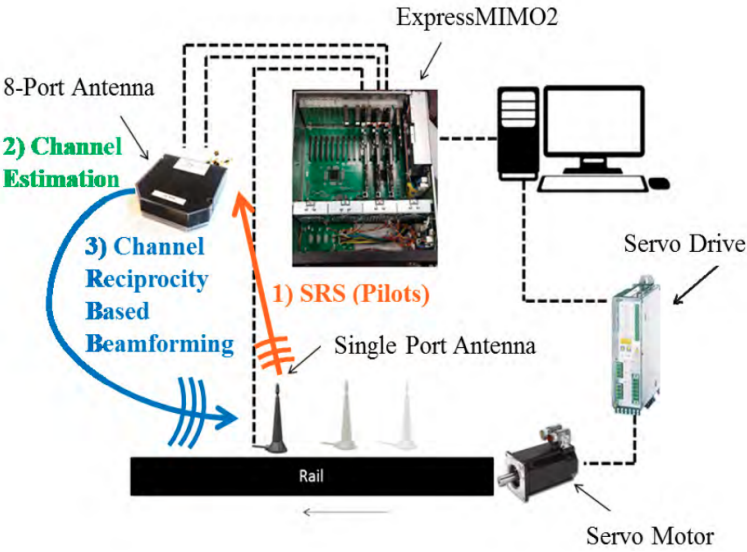 ExpressMIMO2
8-Port Antenna
2) Channel
Estimation
3) Channel
Reciprocity
Based
Beamforming
1) SRS (Pilots)
Servo Drive
Single Port Antenna
Rail
Servo Motor